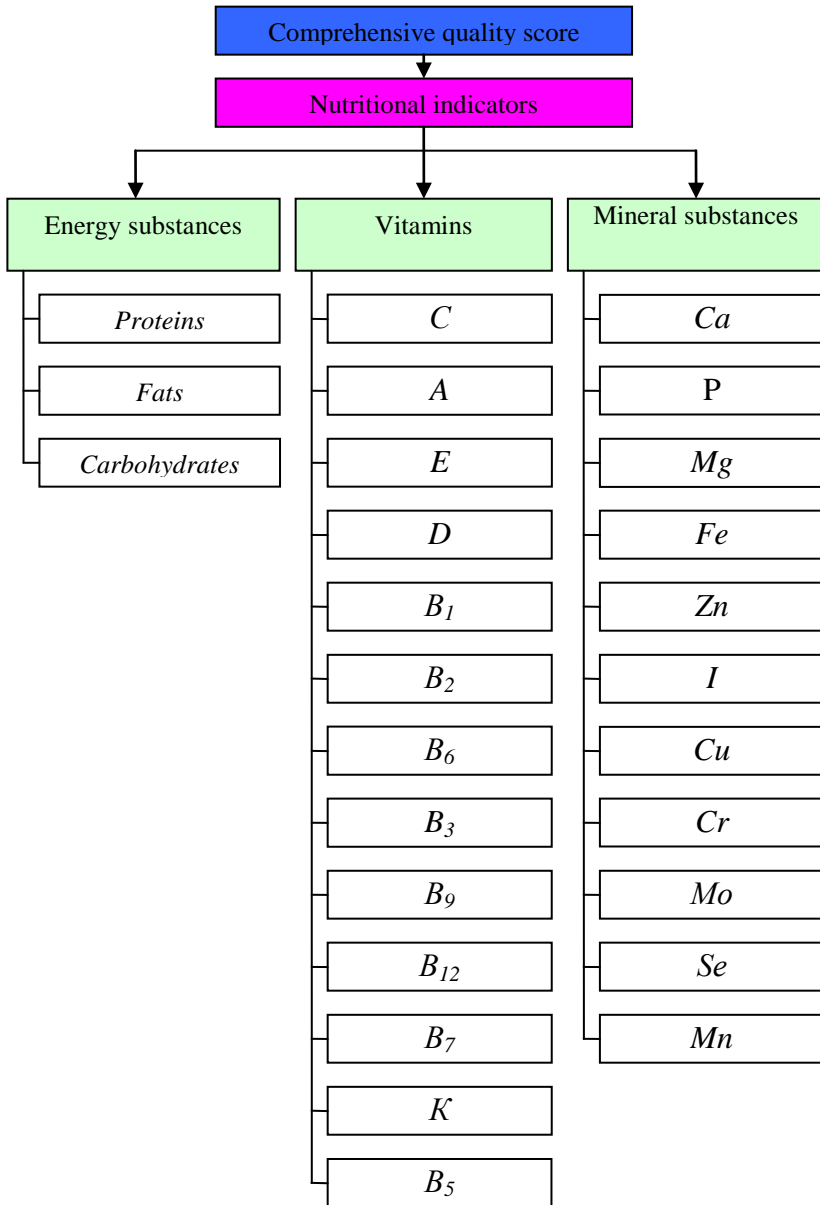 Comprehensive quality score
Nutritional indicators
Energy substances
Proteins
Fats
Carbohydrates
Vitamins
C
A
E
D
B₁
B₂
B₆
B₃
B₉
B₁₂
B₇
K
B₅
Mineral substances
Ca
P
Mg
Fe
Zn
I
Cu
Cr
Mo
Se
Mn